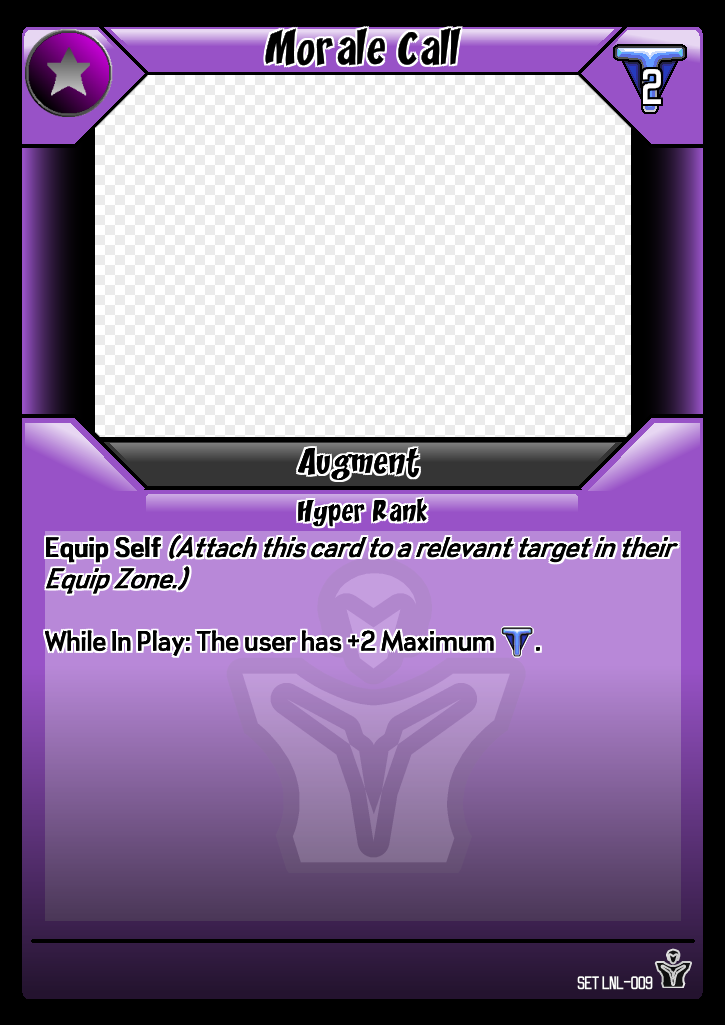 Morale Call
2
Augment
Hyper Rank
Equip Self (Attach this card to a relevant target in their
Equip Zone.)
While In Play: The user has +2 Maximum T.
SET LNL-009